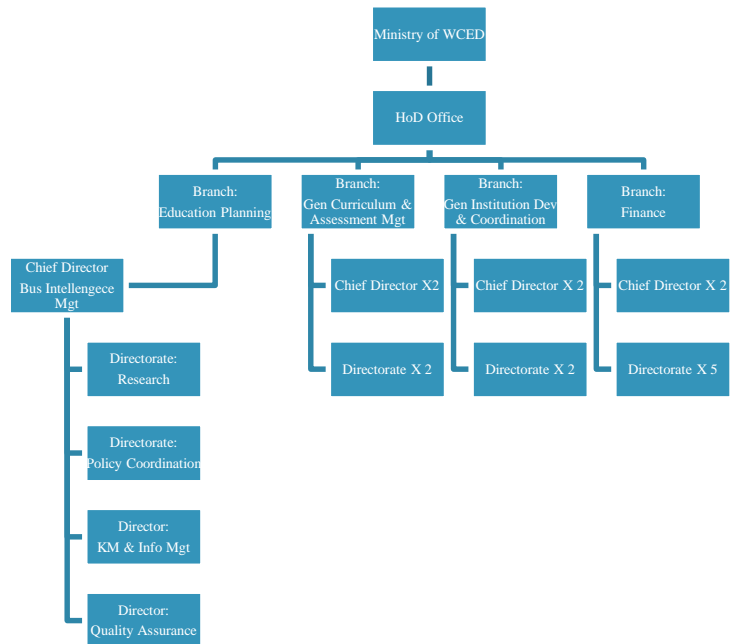 Ministry of WCED
HoD Office
Branch:
Education Planning
Branch:
Gen Curriculum &
Assessment Mgt
Branch:
Gen Institution Dev
& Coordination
Branch:
Finance
Chief Director
Bus Intellengece
Mgt
Chief Director X2
Chief Director X 2
Chief Director X 2
Directorate:
Research
Directorate X 2
Directorate X 2
Directorate X 5
Directorate:
Policy Coordination
Director:
KM & Info Mgt
Director:
Quality Assurance